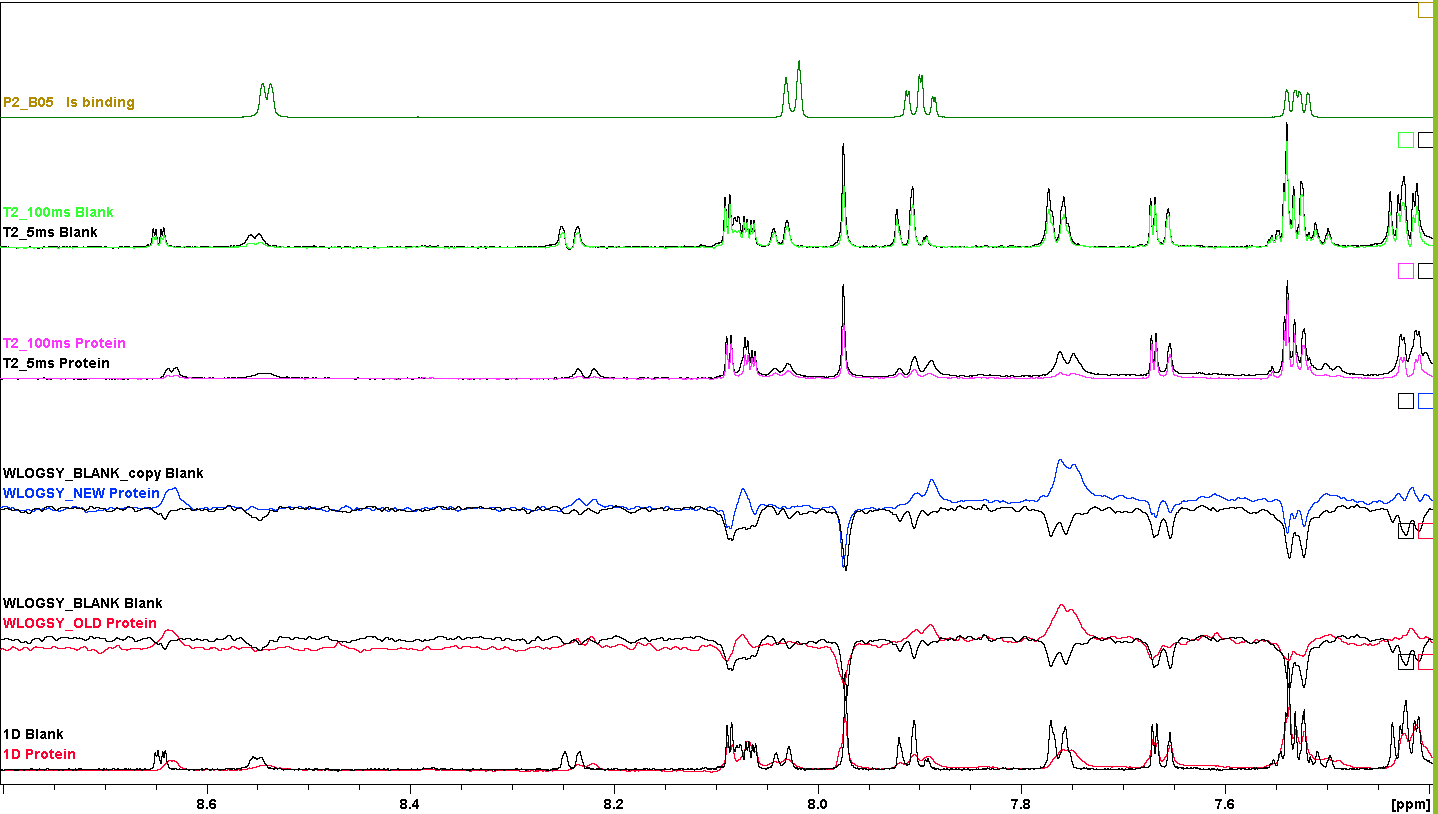 P2_B05 Is binding
T2_100ms Blank
T2_5ms Blank
T2_100ms Protein
T2_5ms Protein
WLOGSY_BLANK_copy Blank
WLOGSY_NEW Protein
WLOGSY_BLANK Blank
WLOGSY_OLD Protein
1D Blank
1D Protein
8.6 8.4 8.2 8.0 7.8 7.6 [ppm]